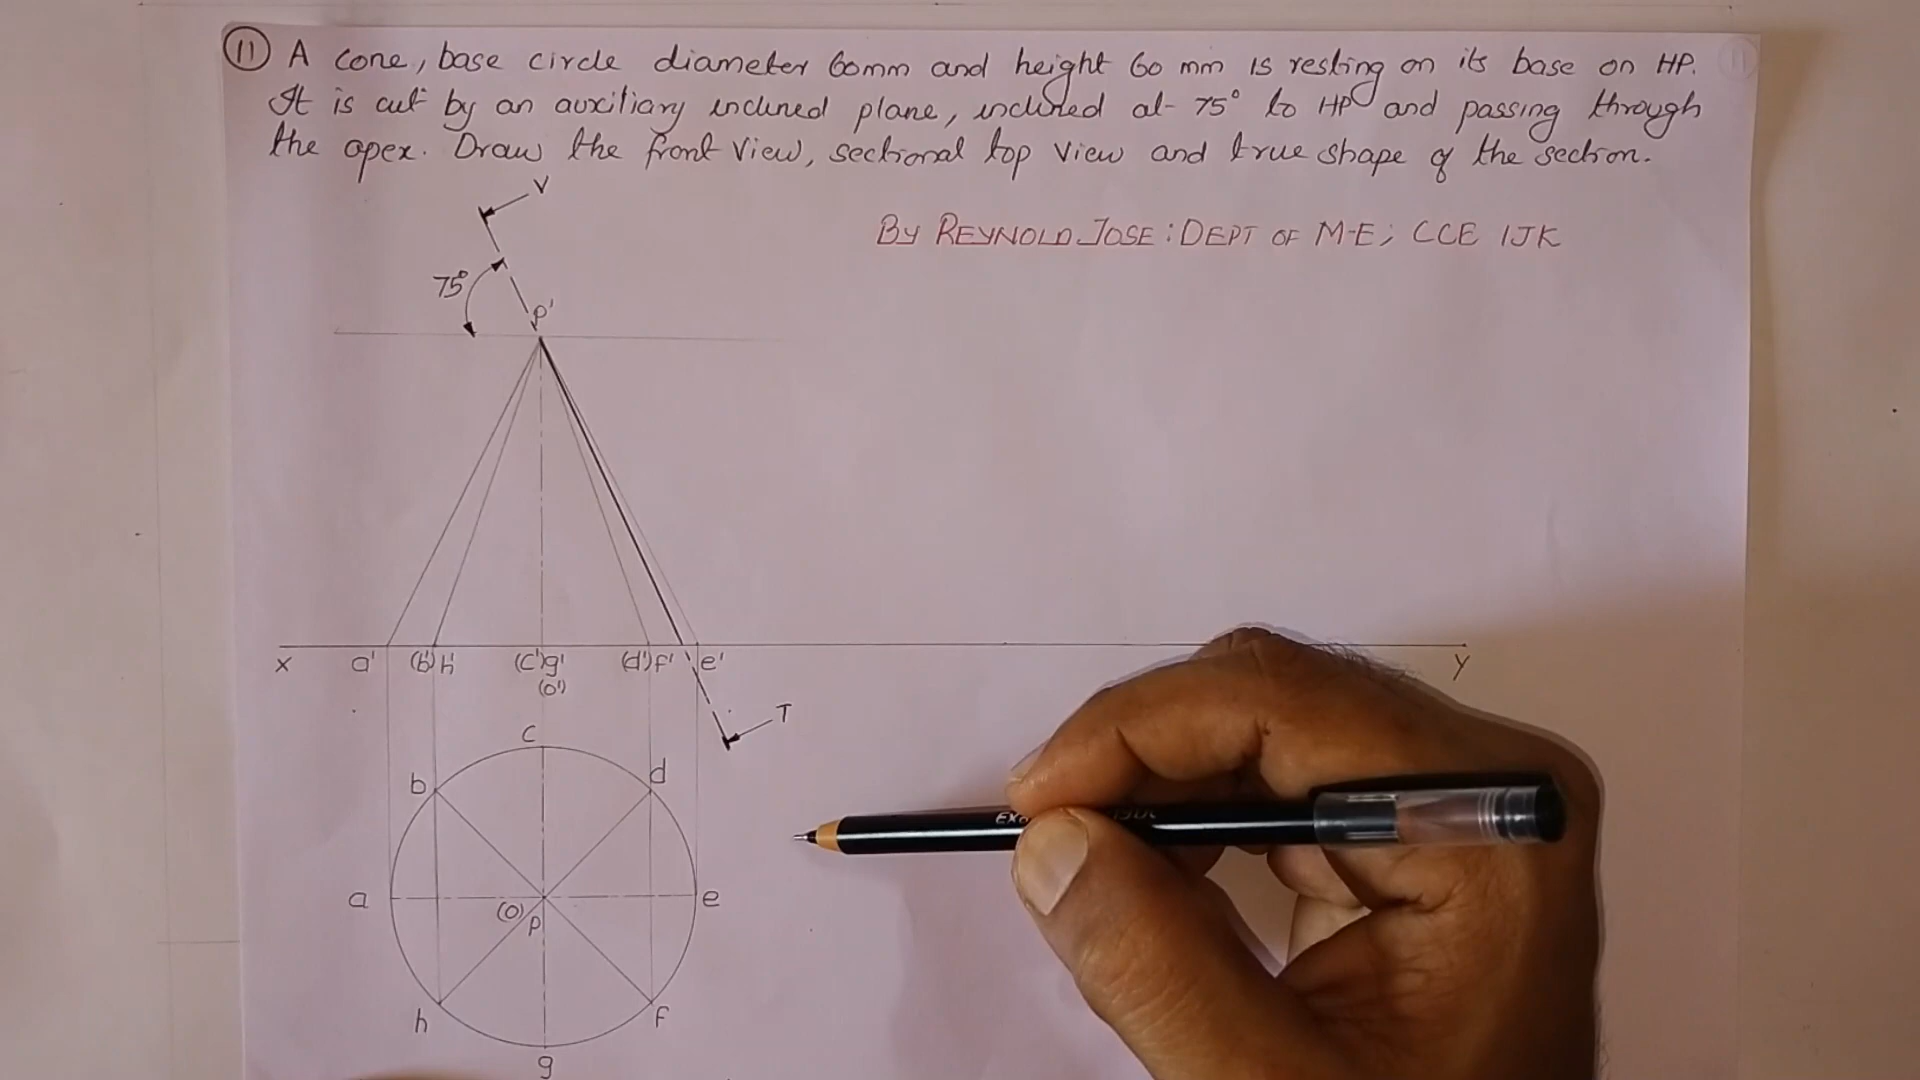 11 A cone, base circle diameter 60mm and height 60 mm is resting on its base on HP.
It is cut by an auxiliary inclined plane, inclined at 75° to HP and passing through
the apex. Draw the front view, sectional top view and true shape of the section.
V
By REYNOLD JOSE: DEPT OF M-E; CCE IJK
75°
p'
x a' (b')h' (c')g' (d')f' e' y
(o')
T
c
b d
a (o) p e
h f
g